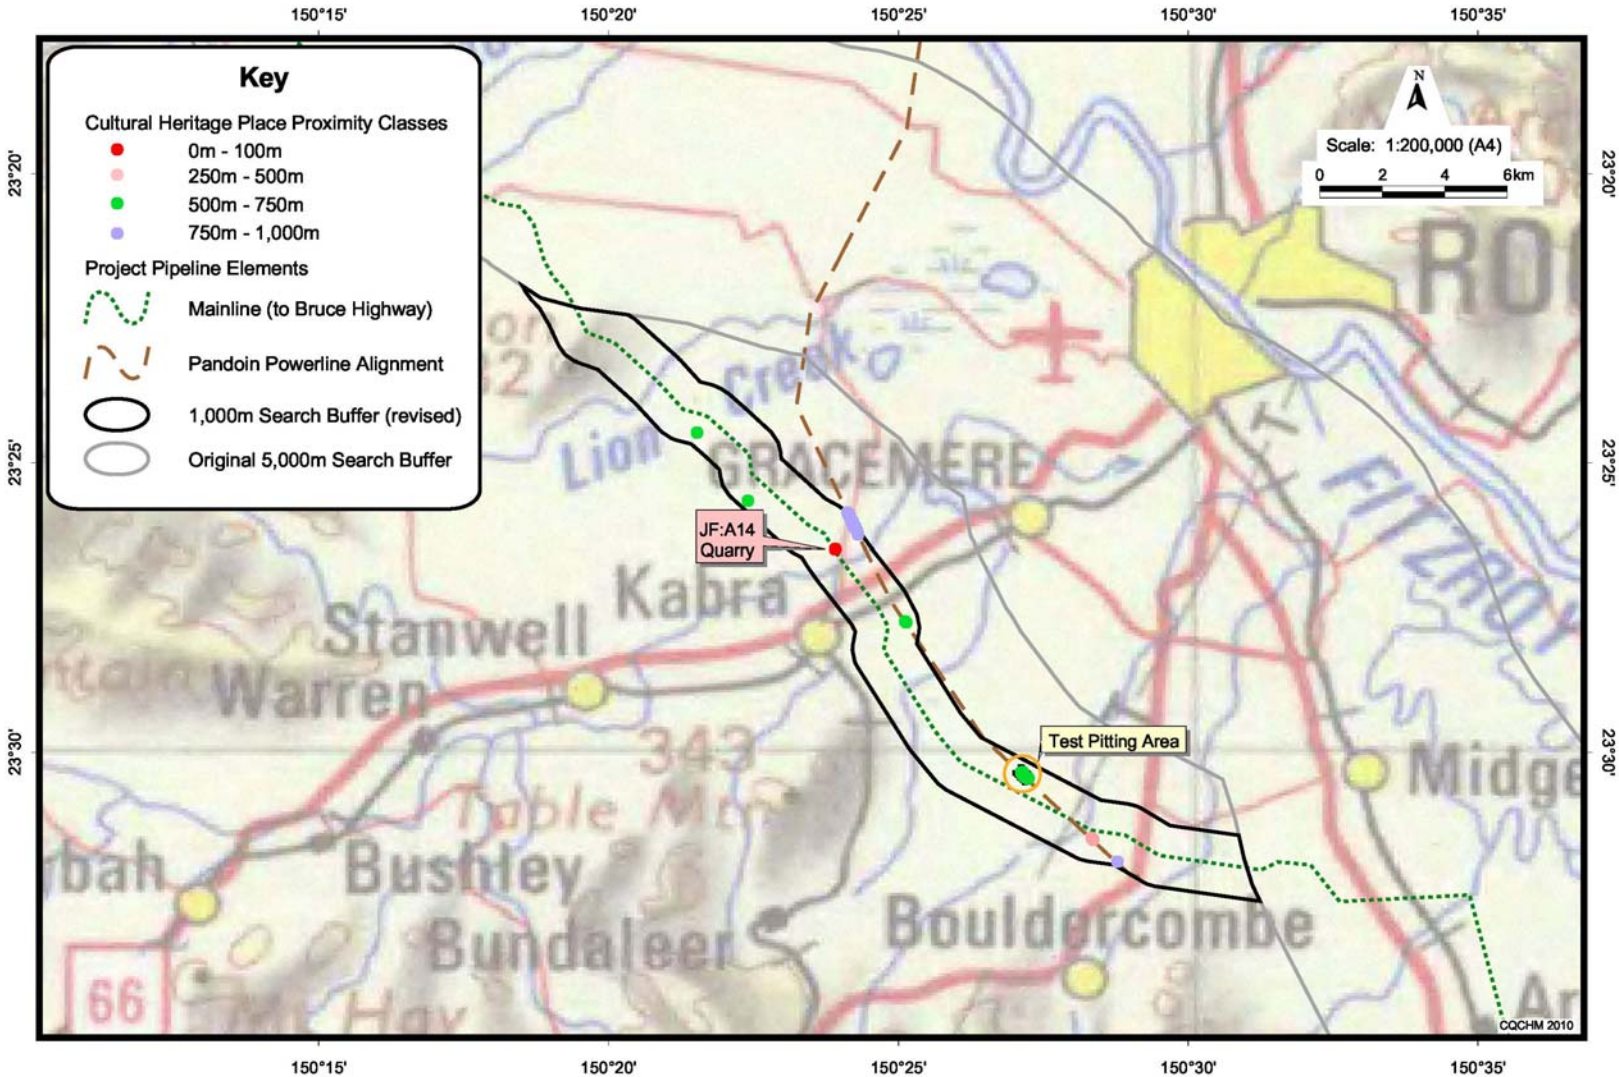 150°15'
150°20'
150°25'
150°30'
150°35'
Key
Cultural Heritage Place Proximity Classes
0m - 100m
250m - 500m
500m - 750m
750m - 1,000m
Project Pipeline Elements
Mainline (to Bruce Highway)
Pandoin Powerline Alignment
1,000m Search Buffer (revised)
Original 5,000m Search Buffer
N
Scale: 1:200,000 (A4)
0 2 4 6km
23°20'
23°20'
Lion Creek
GRACEMERE
23°25'
23°25'
FITZROY
JF:A14
Quarry
Kabra
Stanwell
Warren
23°30'
23°30'
343
Test Pitting Area
Table Mt
Midge
bah
Bushley
Bouldercombe
Bundaleer
66
Hay
Ar
CQCHM 2010
150°15'
150°20'
150°25'
150°30'
150°35'